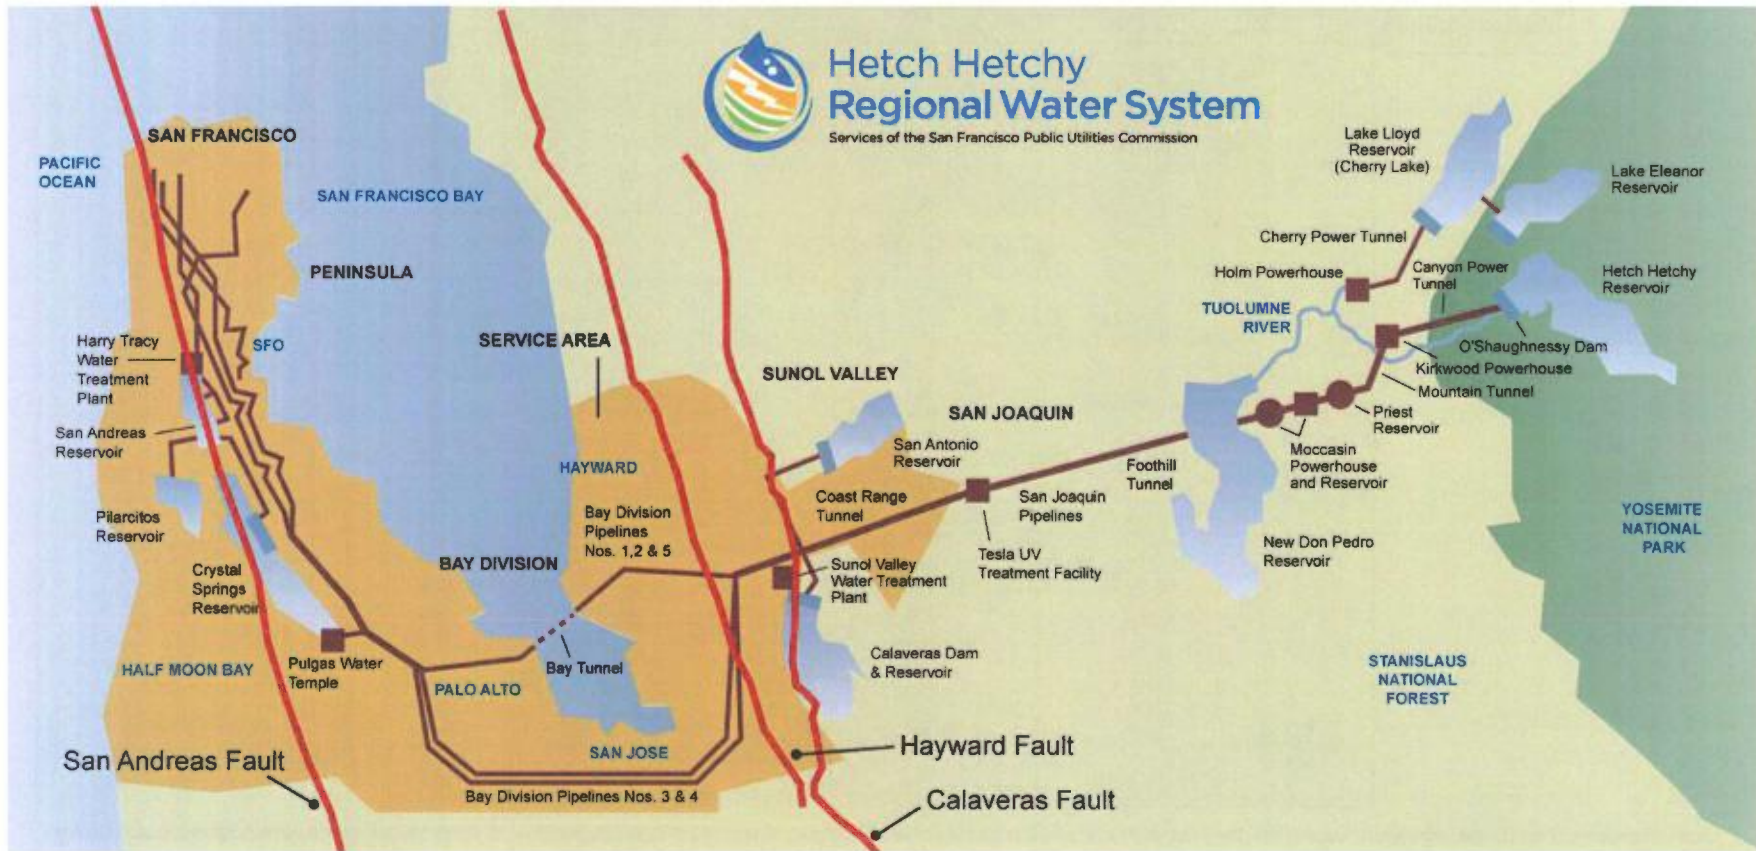 Hetch Hetchy
Regional Water System
Services of the San Francisco Public Utilities Commission
SAN FRANCISCO
PACIFIC
OCEAN
SAN FRANCISCO BAY
PENINSULA
Harry Tracy
Water
Treatment
Plant
SFO
San Andreas
Reservoir
Pilarcitos
Reservoir
Crystal
Springs
Reservoir
HALF MOON BAY
Pulgas Water
Temple
San Andreas Fault
SERVICE AREA
HAYWARD
Bay Division
Pipelines
Nos. 1,2 & 5
BAY DIVISION
Bay Tunnel
PALO ALTO
SAN JOSE
Bay Division Pipelines Nos. 3 & 4
SUNOL VALLEY
San Antonio
Reservoir
Coast Range
Tunnel
Sunol Valley
Water Treatment
Plant
Calaveras Dam
& Reservoir
Hayward Fault
Calaveras Fault
SAN JOAQUIN
San Joaquin
Pipelines
Tesla UV
Treatment Facility
Foothill
Tunnel
New Don Pedro
Reservoir
Lake Lloyd
Reservoir
(Cherry Lake)
Lake Eleanor
Reservoir
Cherry Power Tunnel
Holm Powerhouse
Canyon Power
Tunnel
Hetch Hetchy
Reservoir
TUOLUMNE
RIVER
O'Shaughnessy Dam
Kirkwood Powerhouse
Mountain Tunnel
Priest
Reservoir
Moccasin
Powerhouse
and Reservoir
YOSEMITE
NATIONAL
PARK
STANISLAUS
NATIONAL
FOREST